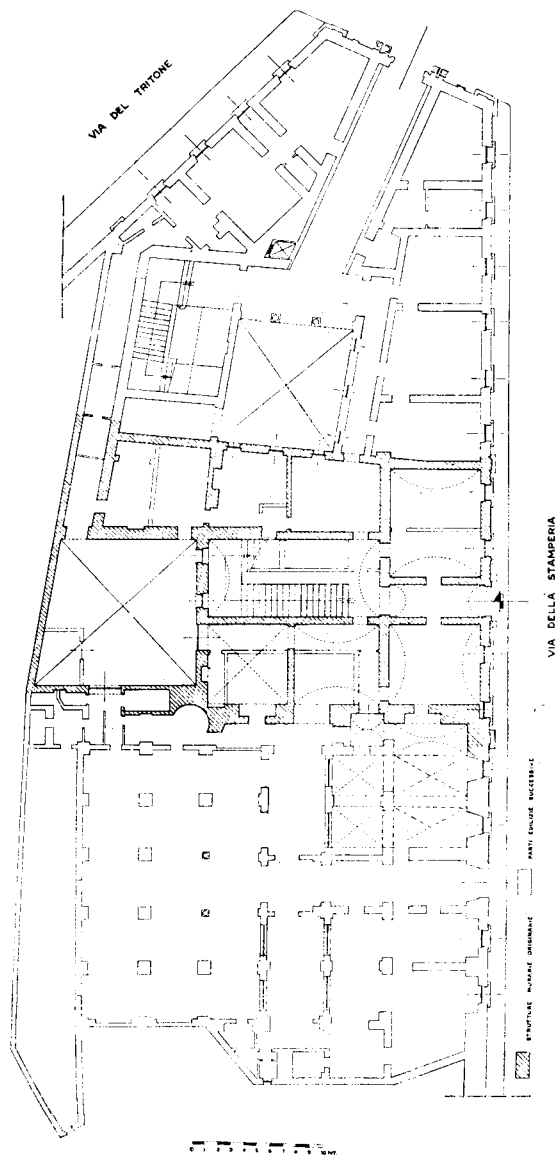 VIA DEL TRITONE
VIA DELLA STAMPERIA
STRUTTURE MURARIE ORIGINARIE
PARTI EDILIZIE SUCCESSIVE
0 1 2 3 4 5 6 7 8 9 10 MT.